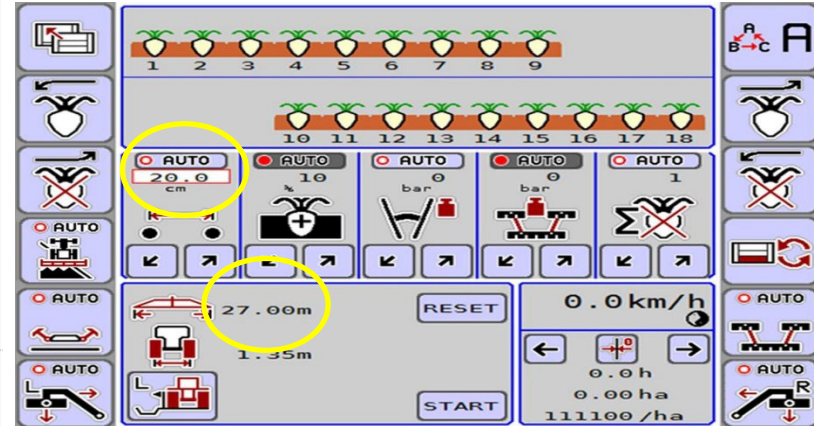 A
B→C
A
1 2 3 4 5 6 7 8 9
10 11 12 13 14 15 16 17 18
AUTO
AUTO
AUTO
AUTO
AUTO
20.0
10
0
0
1
cm
%
bar
bar
Σ
AUTO
27.00m
RESET
0.0km/h
AUTO
AUTO
1.35m
0
0.0h
AUTO
AUTO
L
L
START
0.00ha
R
111100/ha